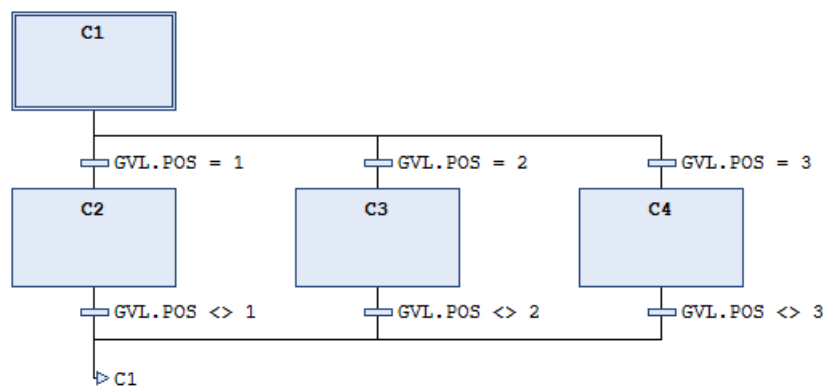 C1
GVL.POS = 1
GVL.POS = 2
GVL.POS = 3
C2
C3
C4
GVL.POS <> 1
GVL.POS <> 2
GVL.POS <> 3
C1